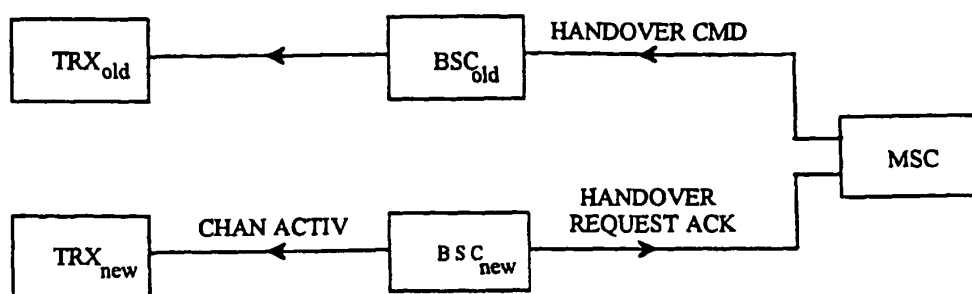 HANDOVER CMD
TRXold
BSCold
MSC
HANDOVER
REQUEST ACK
CHAN ACTIV
TRXnew
BSCnew